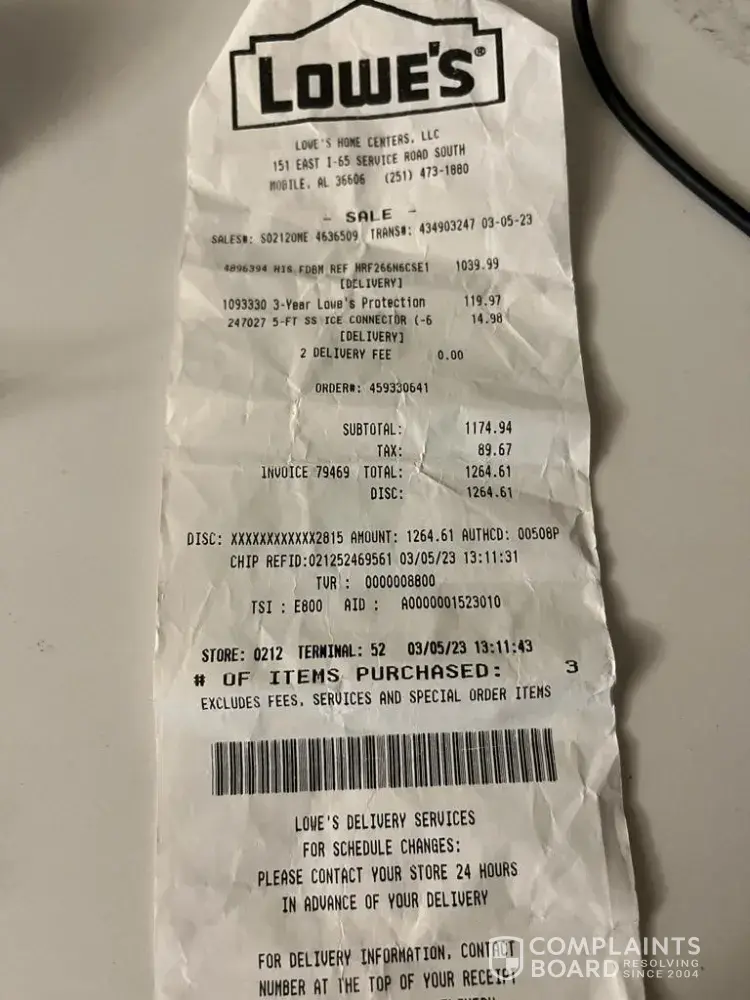 LOWE'S®
LOWE'S HOME CENTERS, LLC
151 EAST I-65 SERVICE ROAD SOUTH
MOBILE, AL 36606 (251) 473-1880
- SALE -
SALES#: S0212OME 4636509 TRANS#: 434903247 03-05-23
4896394 HIS FDBM REF HRF266N6CSE1 1039.99
[DELIVERY]
1093330 3-Year Lowe's Protection 119.97
247027 5-FT SS ICE CONNECTOR (-6 14.98
[DELIVERY]
2 DELIVERY FEE 0.00
ORDER#: 459330641
SUBTOTAL: 1174.94
TAX: 89.67
INVOICE 79469 TOTAL: 1264.61
DISC: 1264.61
DISC: XXXXXXXXXXXX2815 AMOUNT: 1264.61 AUTHCD: 00508P
CHIP REFID:021252469561 03/05/23 13:11:31
TVR : 0000008800
TSI : E800 AID : A0000001523010
STORE: 0212 TERMINAL: 52 03/05/23 13:11:43
# OF ITEMS PURCHASED: 3
EXCLUDES FEES, SERVICES AND SPECIAL ORDER ITEMS
LOWE'S DELIVERY SERVICES
FOR SCHEDULE CHANGES:
PLEASE CONTACT YOUR STORE 24 HOURS
IN ADVANCE OF YOUR DELIVERY
FOR DELIVERY INFORMATION, CONTACT
NUMBER AT THE TOP OF YOUR RECEIPT
COMPLAINTS
BOARD RESOLVING
SINCE 2004